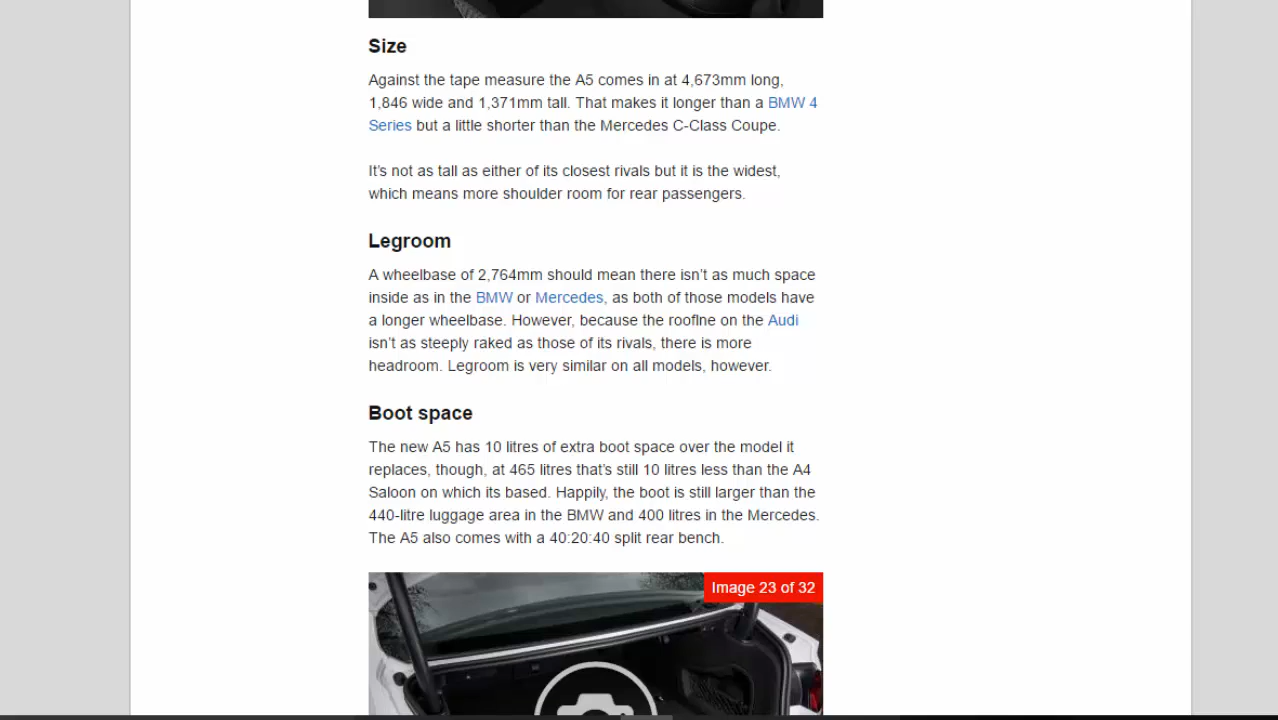 Size
Against the tape measure the A5 comes in at 4,673mm long,
1,846 wide and 1,371mm tall. That makes it longer than a BMW 4
Series but a little shorter than the Mercedes C-Class Coupe.
It's not as tall as either of its closest rivals but it is the widest,
which means more shoulder room for rear passengers.
Legroom
A wheelbase of 2,764mm should mean there isn't as much space
inside as in the BMW or Mercedes, as both of those models have
a longer wheelbase. However, because the roofline on the Audi
isn't as steeply raked as those of its rivals, there is more
headroom. Legroom is very similar on all models, however.
Boot space
The new A5 has 10 litres of extra boot space over the model it
replaces, though, at 465 litres that's still 10 litres less than the A4
Saloon on which its based. Happily, the boot is still larger than the
440-litre luggage area in the BMW and 400 litres in the Mercedes.
The A5 also comes with a 40:20:40 split rear bench.
Image 23 of 32